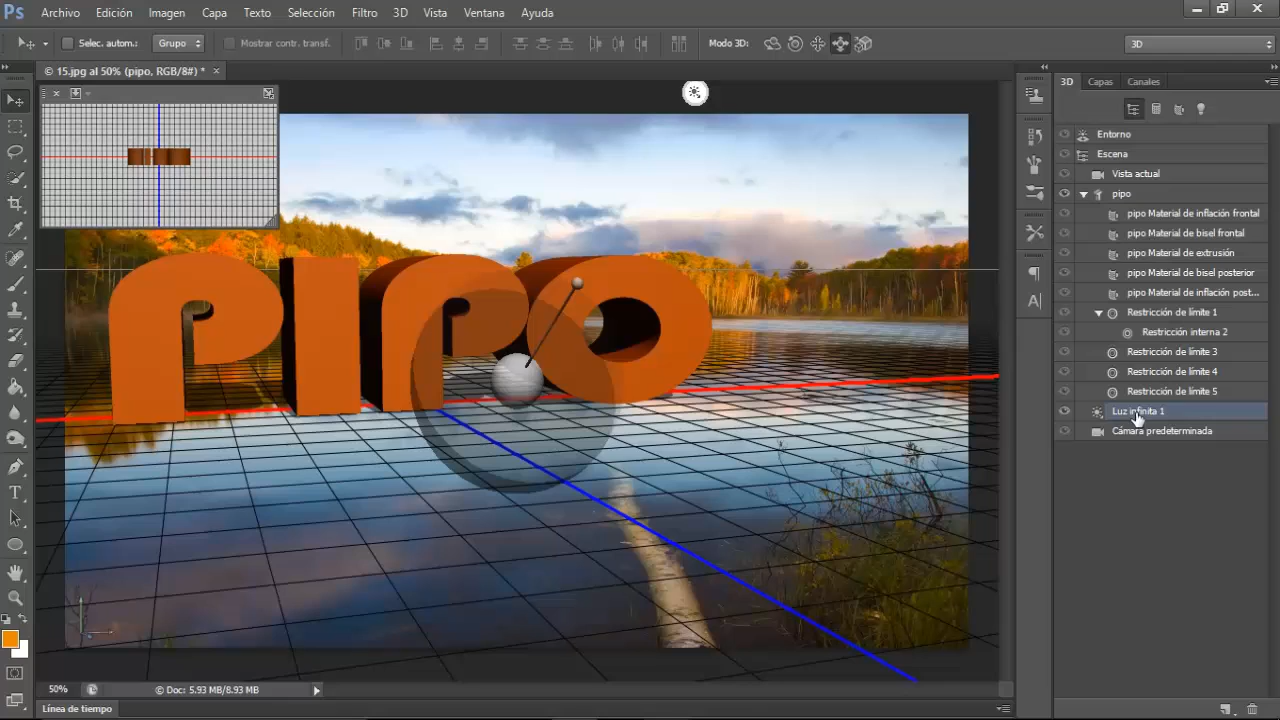 Ps Archivo Edición Imagen Capa Texto Selección Filtro 3D Vista Ventana Ayuda
Selec. autom.: Grupo Mostrar contr. transf. Modo 3D: 3D
© 15.jpg al 50% (pipo, RGB/8#) * ×
3D Capas Canales
Entorno
Escena
Vista actual
pipo
pipo Material de inflación frontal
pipo Material de bisel frontal
pipo Material de extrusión
pipo Material de bisel posterior
pipo Material de inflación post...
Restricción de límite 1
Restricción interna 2
Restricción de límite 3
Restricción de límite 4
Restricción de límite 5
Luz infinita 1
Cámara predeterminada
PIPO
50% © Doc: 5.93 MB/8.93 MB
Línea de tiempo